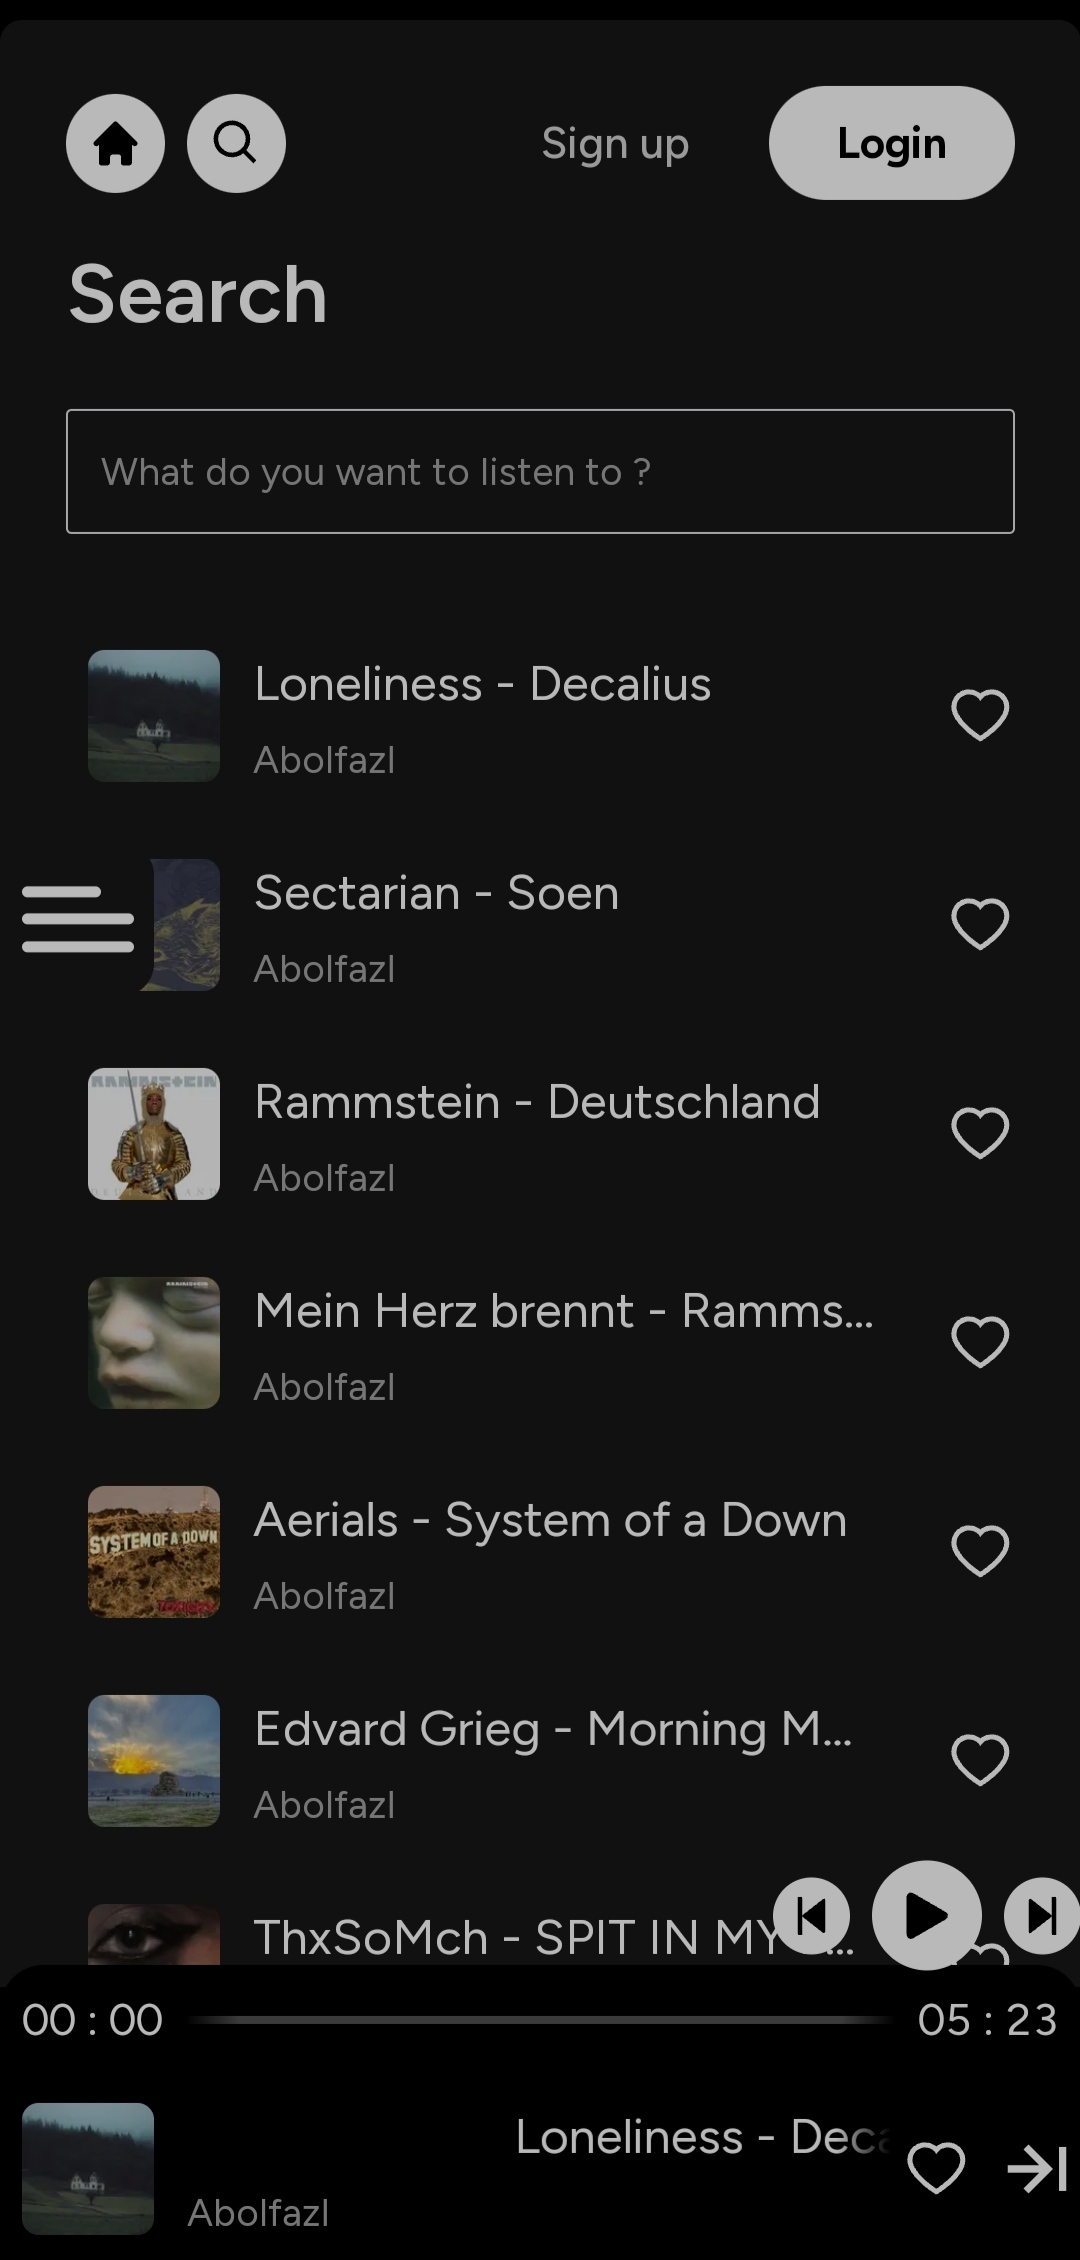 Sign up
Login
Search
What do you want to listen to ?
Loneliness - Decalius
Abolfazl
Sectarian - Soen
Abolfazl
RAMMSTEIN
Rammstein - Deutschland
Abolfazl
Mein Herz brennt - Ramms...
Abolfazl
SYSTEM OF A DOWN
Aerials - System of a Down
Abolfazl
Edvard Grieg - Morning M...
Abolfazl
ThxSoMch - SPIT IN MY ...
00 : 00
05 : 23
Loneliness - Deca
Abolfazl